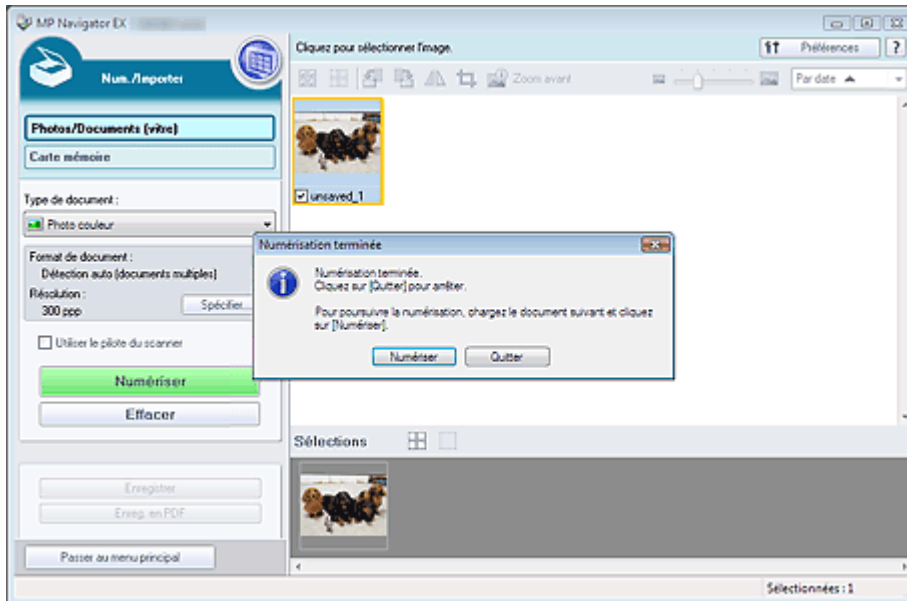 MP Navigator EX
Num./Importer
Photos/Documents (vitre)
Carte mémoire
Type de document :
Photo couleur
Format de document :
Détection auto (documents multiples)
Résolution :
300 ppp
Spécifier...
Utiliser le pilote du scanner
Numériser
Effacer
Enregistrer
Enreg. en PDF
Passer au menu principal
Cliquez pour sélectionner l'image.
Préférences
?
Zoom avant
Par date
unsaved_1
Numérisation terminée
Numérisation terminée.
Cliquez sur [Quitter] pour arrêter.
Pour poursuivre la numérisation, chargez le document suivant et cliquez
sur [Numériser].
Numériser
Quitter
Sélections
Sélectionnées : 1